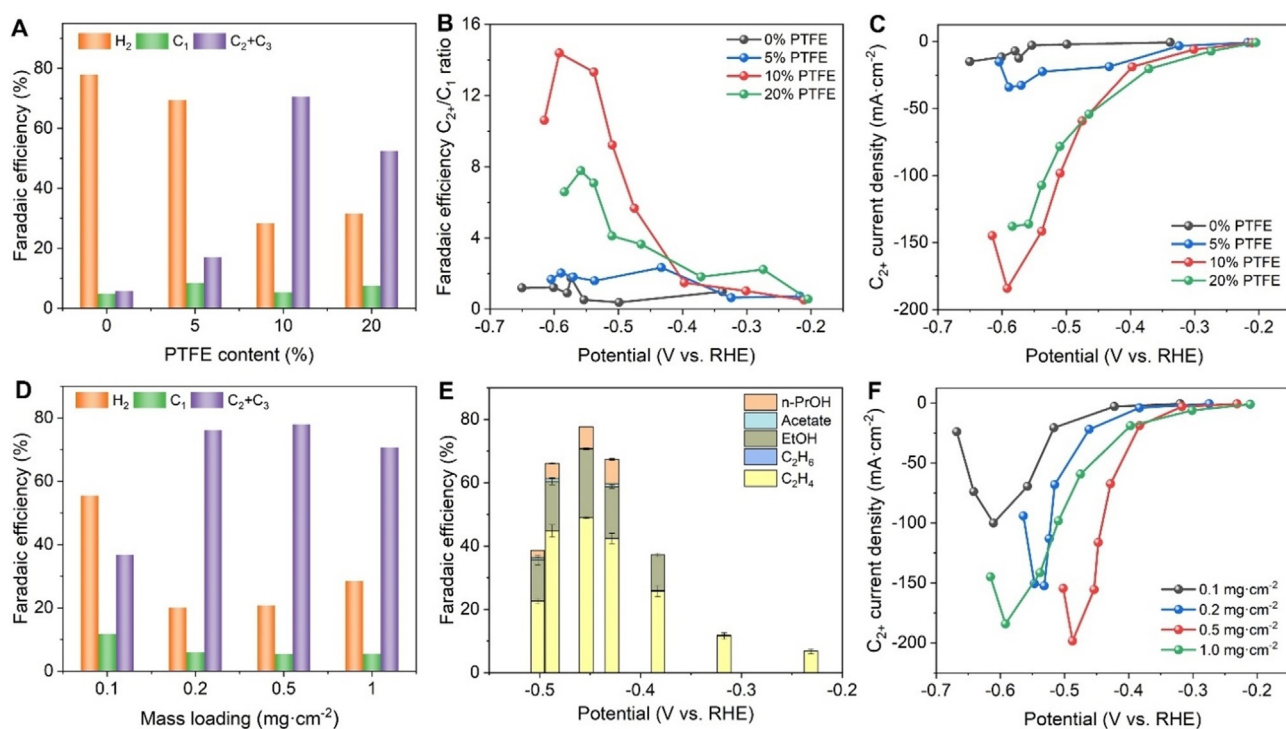 A
H₂ C₁ C₂+C₃
Faradaic efficiency (%)
80
60
40
20
0
0 5 10 20
PTFE content (%)
B
Faradaic efficiency C₂₊/C₁ ratio
16
12
8
4
0
0% PTFE
5% PTFE
10% PTFE
20% PTFE
-0.7 -0.6 -0.5 -0.4 -0.3 -0.2
Potential (V vs. RHE)
C
C₂₊ current density (mA·cm⁻²)
0
-50
-100
-150
-200
0% PTFE
5% PTFE
10% PTFE
20% PTFE
-0.7 -0.6 -0.5 -0.4 -0.3 -0.2
Potential (V vs. RHE)
D
H₂ C₁ C₂+C₃
Faradaic efficiency (%)
80
60
40
20
0
0.1 0.2 0.5 1
Mass loading (mg·cm⁻²)
E
Faradaic efficiency (%)
80
60
40
20
0
n-PrOH
Acetate
EtOH
C₂H₆
C₂H₄
-0.5 -0.4 -0.3 -0.2
Potential (V vs. RHE)
F
C₂₊ current density (mA·cm⁻²)
0
-50
-100
-150
-200
0.1 mg·cm⁻²
0.2 mg·cm⁻²
0.5 mg·cm⁻²
1.0 mg·cm⁻²
-0.7 -0.6 -0.5 -0.4 -0.3 -0.2
Potential (V vs. RHE)